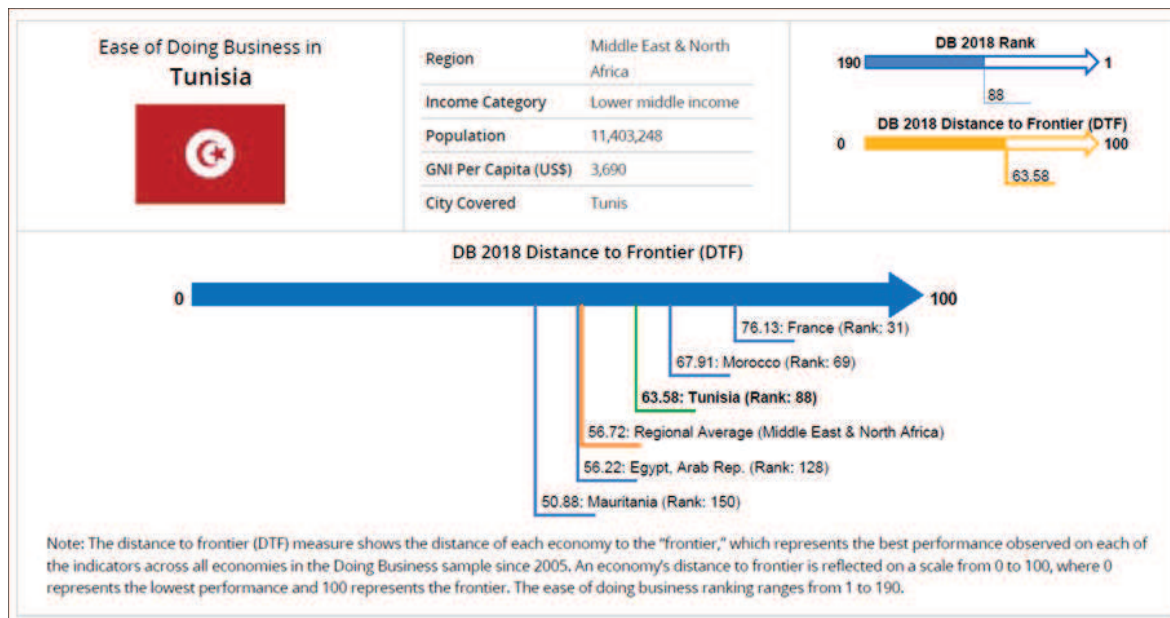 Ease of Doing Business in
Tunisia
Region
Middle East & North
Africa
Income Category
Lower middle income
Population
11,403,248
GNI Per Capita (US$)
3,690
City Covered
Tunis
DB 2018 Rank
190
1
88
DB 2018 Distance to Frontier (DTF)
0
100
63.58
DB 2018 Distance to Frontier (DTF)
0
100
76.13: France (Rank: 31)
67.91: Morocco (Rank: 69)
63.58: Tunisia (Rank: 88)
56.72: Regional Average (Middle East & North Africa)
56.22: Egypt, Arab Rep. (Rank: 128)
50.88: Mauritania (Rank: 150)
Note: The distance to frontier (DTF) measure shows the distance of each economy to the “frontier,” which represents the best performance observed on each of
the indicators across all economies in the Doing Business sample since 2005. An economy’s distance to frontier is reflected on a scale from 0 to 100, where 0
represents the lowest performance and 100 represents the frontier. The ease of doing business ranking ranges from 1 to 190.